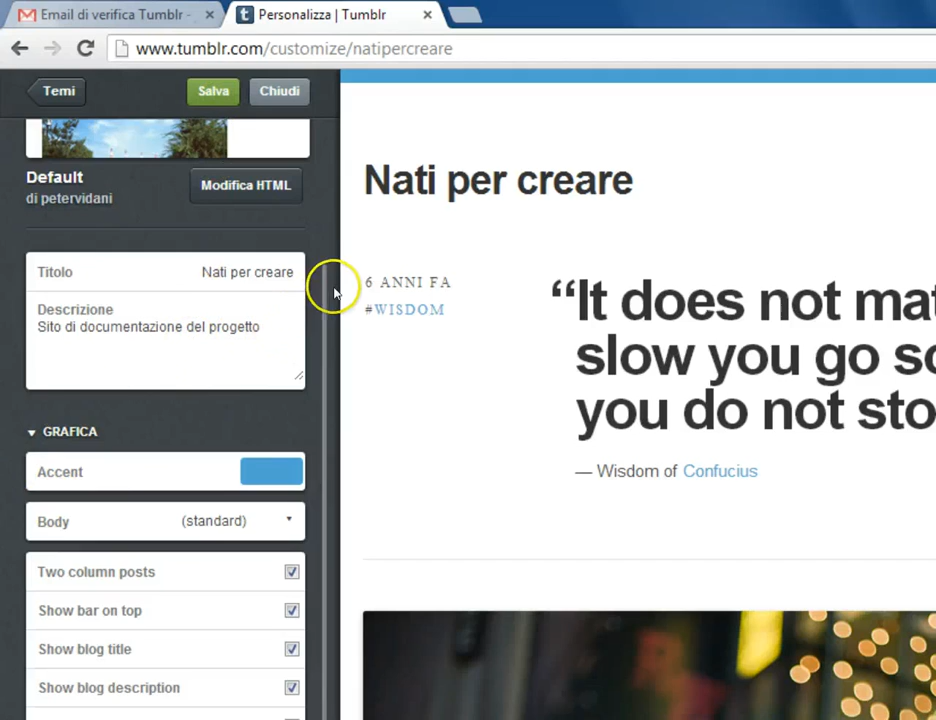 Email di verifica Tumblr -
Personalizza | Tumblr
www.tumblr.com/customize/natipercreare
Temi
Salva
Chiudi
Default
di petervidani
Modifica HTML
Titolo
Nati per creare
Descrizione
Sito di documentazione del progetto
GRAFICA
Accent
Body
(standard)
Two column posts
Show bar on top
Show blog title
Show blog description
Nati per creare
6 ANNI FA
#WISDOM
“It does not ma
slow you go so
you do not sto
— Wisdom of Confucius